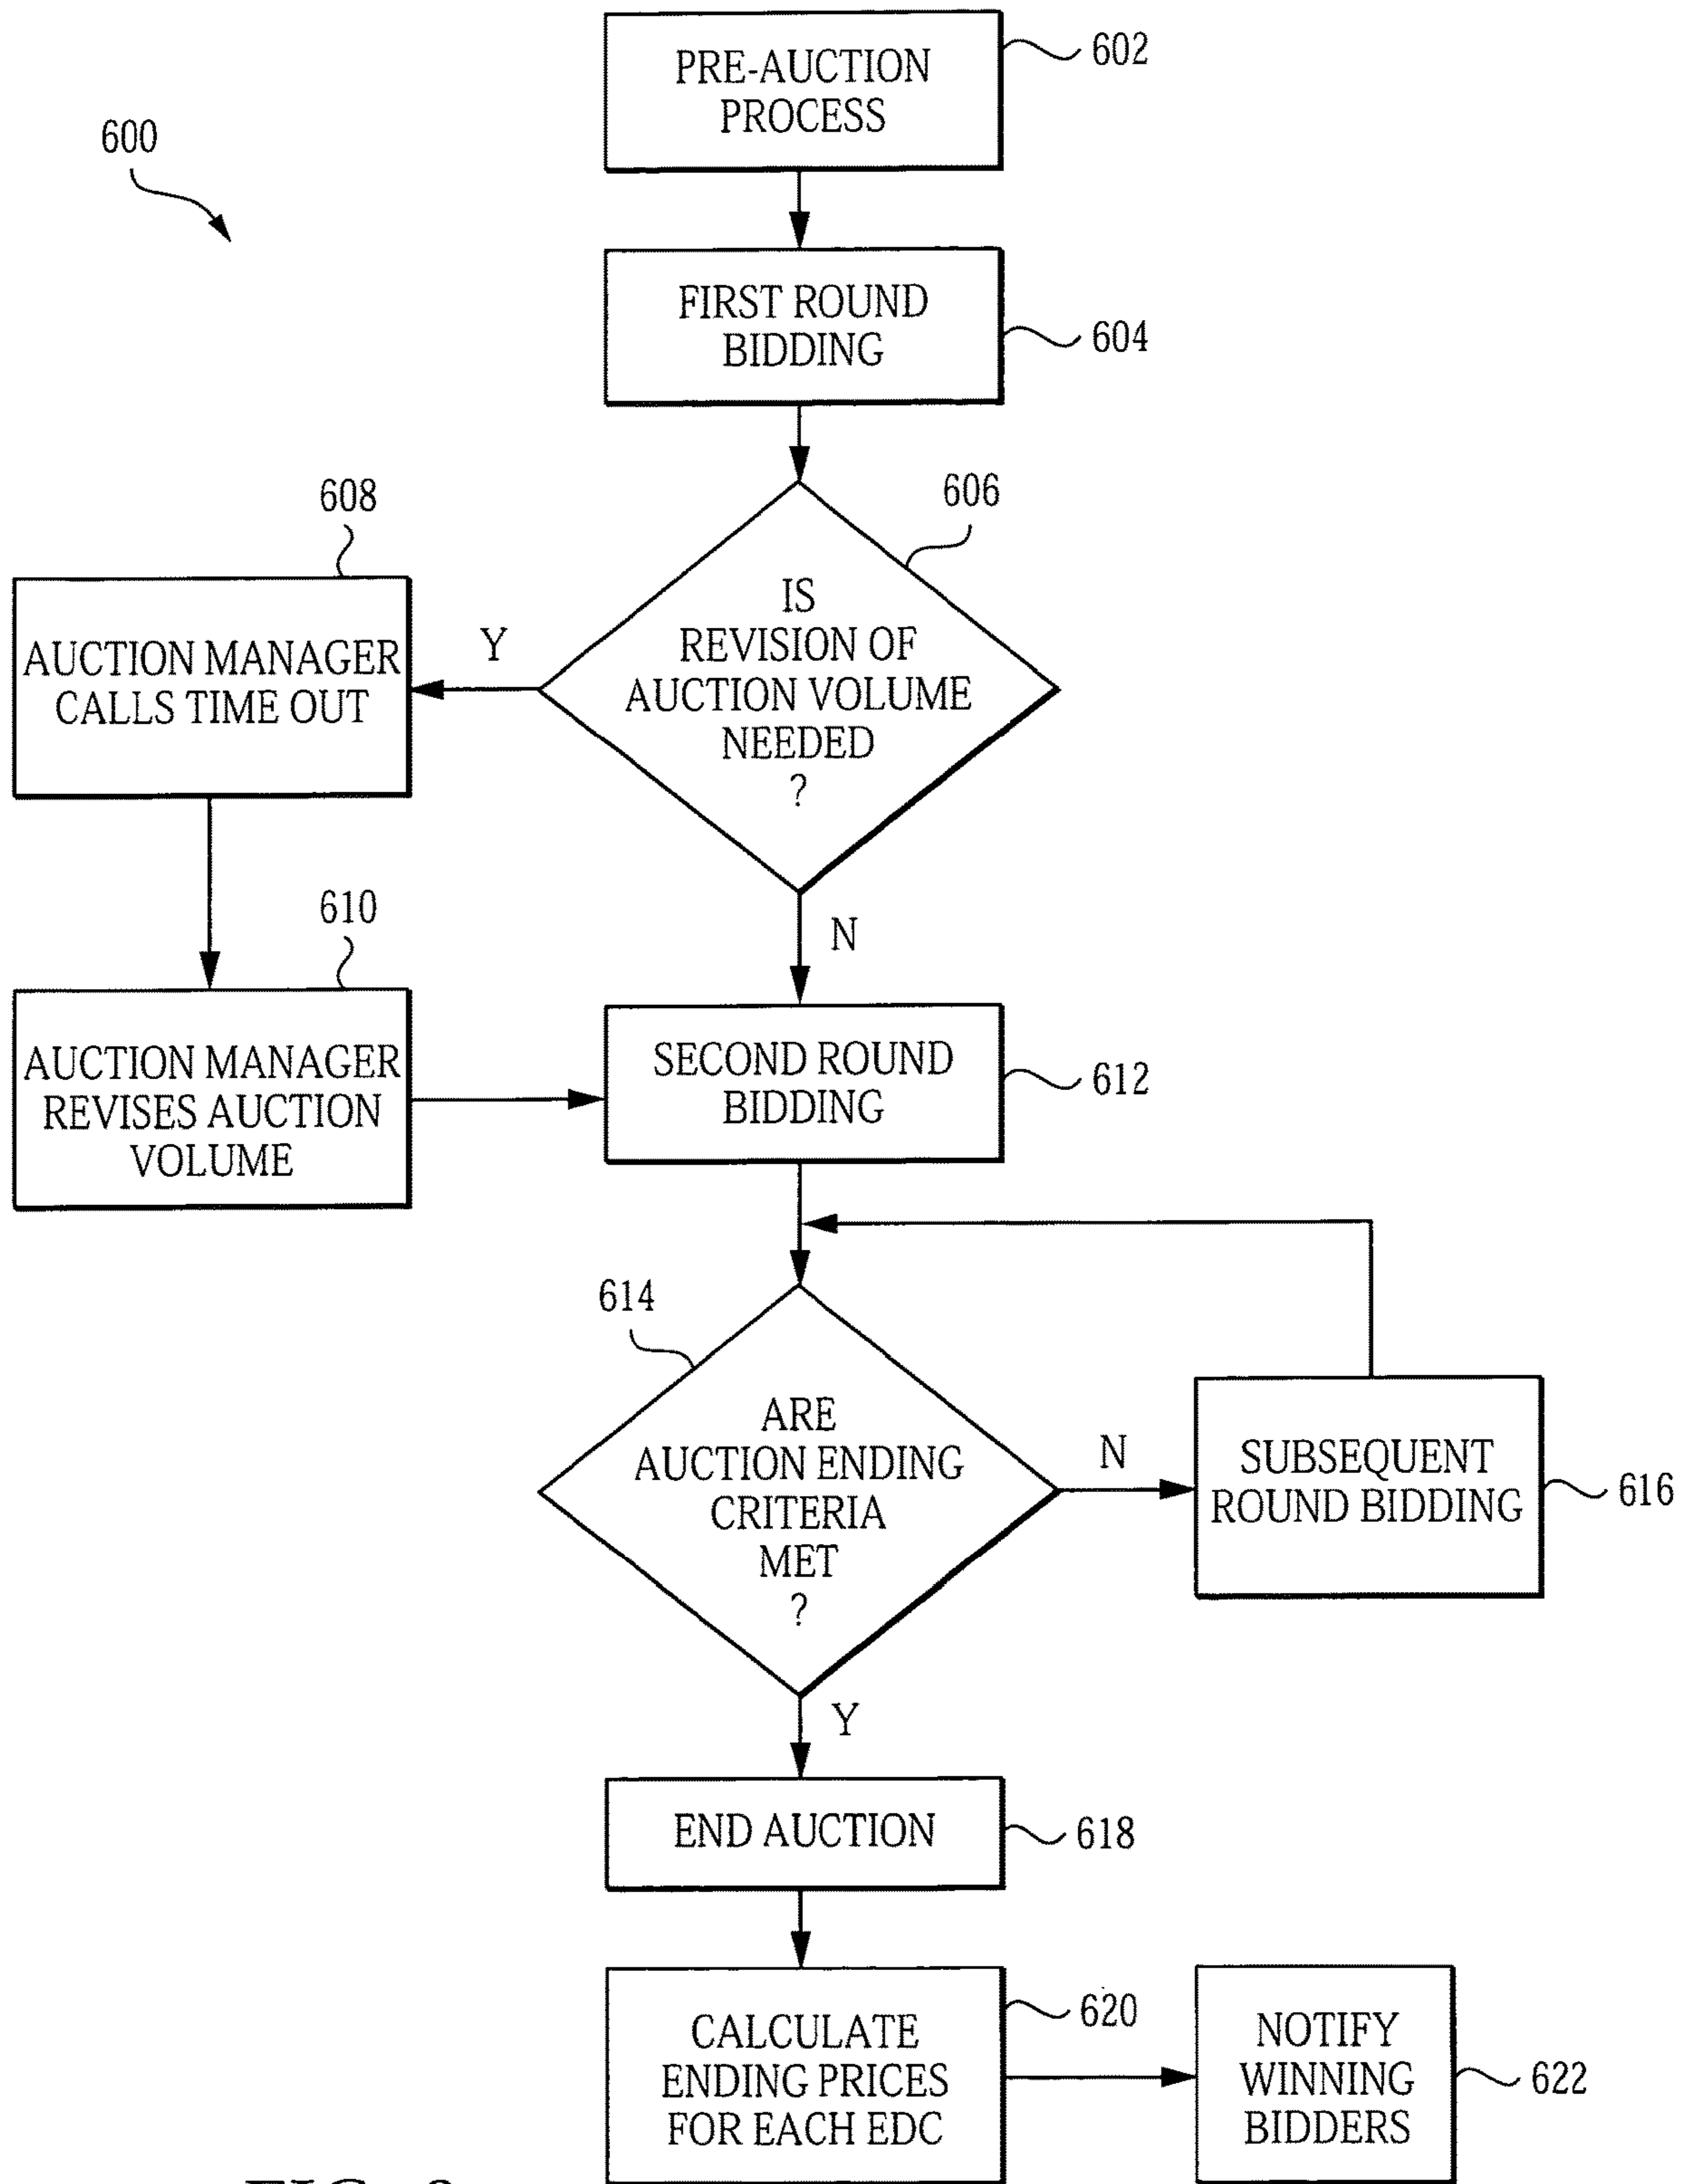 PRE-AUCTION
PROCESS
602
600
FIRST ROUND
BIDDING
604
606
608
IS
REVISION OF
AUCTION VOLUME
NEEDED
?
Y
AUCTION MANAGER
CALLS TIME OUT
N
610
AUCTION MANAGER
REVISES AUCTION
VOLUME
SECOND ROUND
BIDDING
612
614
ARE
AUCTION ENDING
CRITERIA
MET
?
N
SUBSEQUENT
ROUND BIDDING
616
Y
END AUCTION
618
CALCULATE
ENDING PRICES
FOR EACH EDC
620
NOTIFY
WINNING
BIDDERS
622